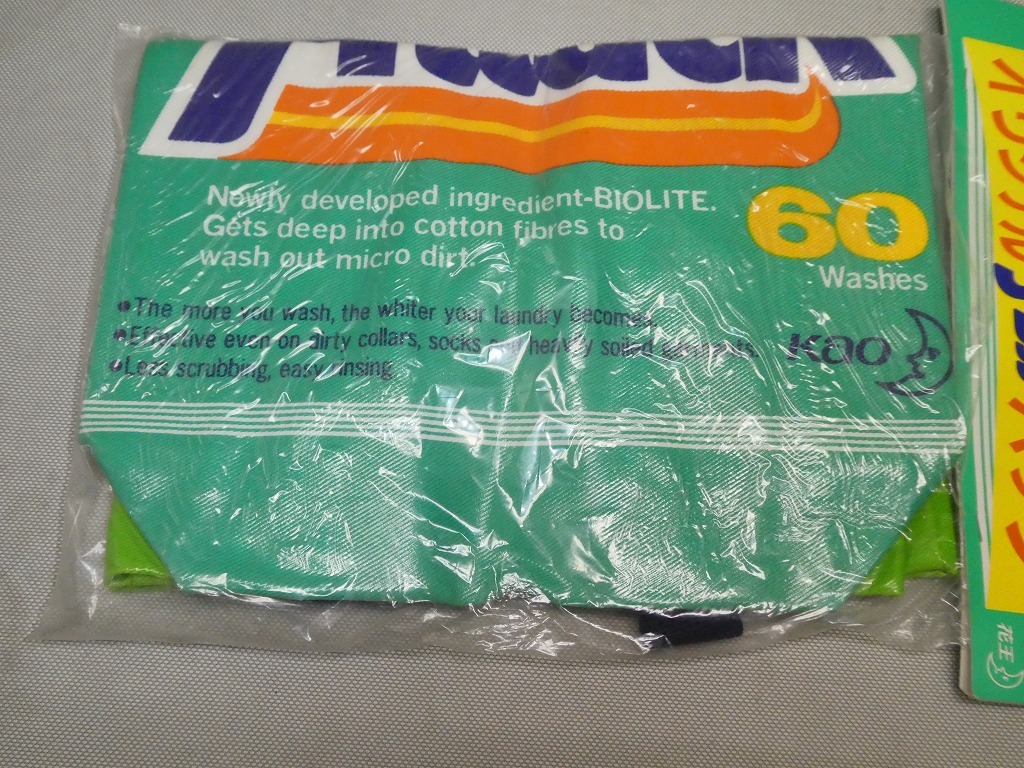 Attack
Newly developed ingredient-BIOLITE.
Gets deep into cotton fibres to
wash out micro dirt.
60
Washes
•The more you wash, the whiter your laundry becomes.
•Effective even on dirty collars, socks and heavily soiled garments.
•Less scrubbing, easy rinsing.
Kao
花王